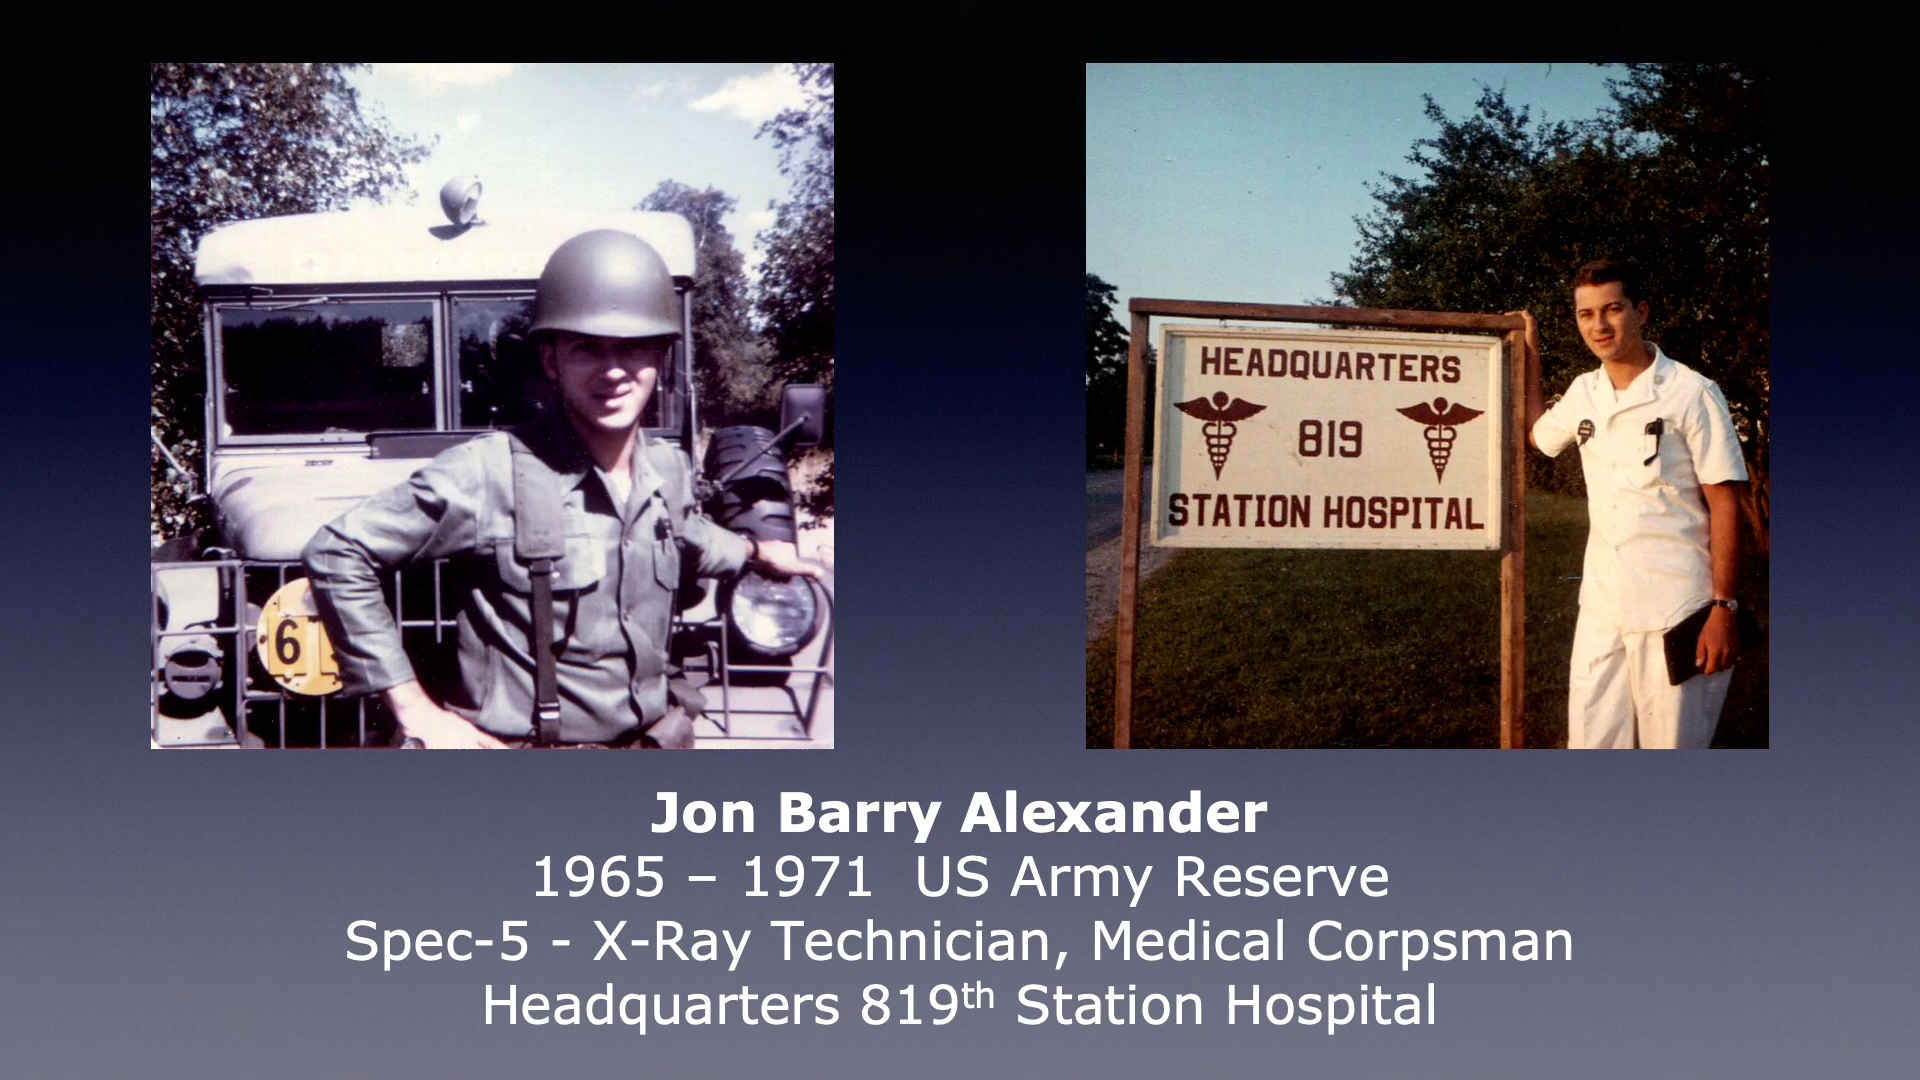 6
HEADQUARTERS
819
STATION HOSPITAL
Jon Barry Alexander
1965 – 1971  US Army Reserve
Spec-5 - X-Ray Technician, Medical Corpsman
Headquarters 819th Station Hospital